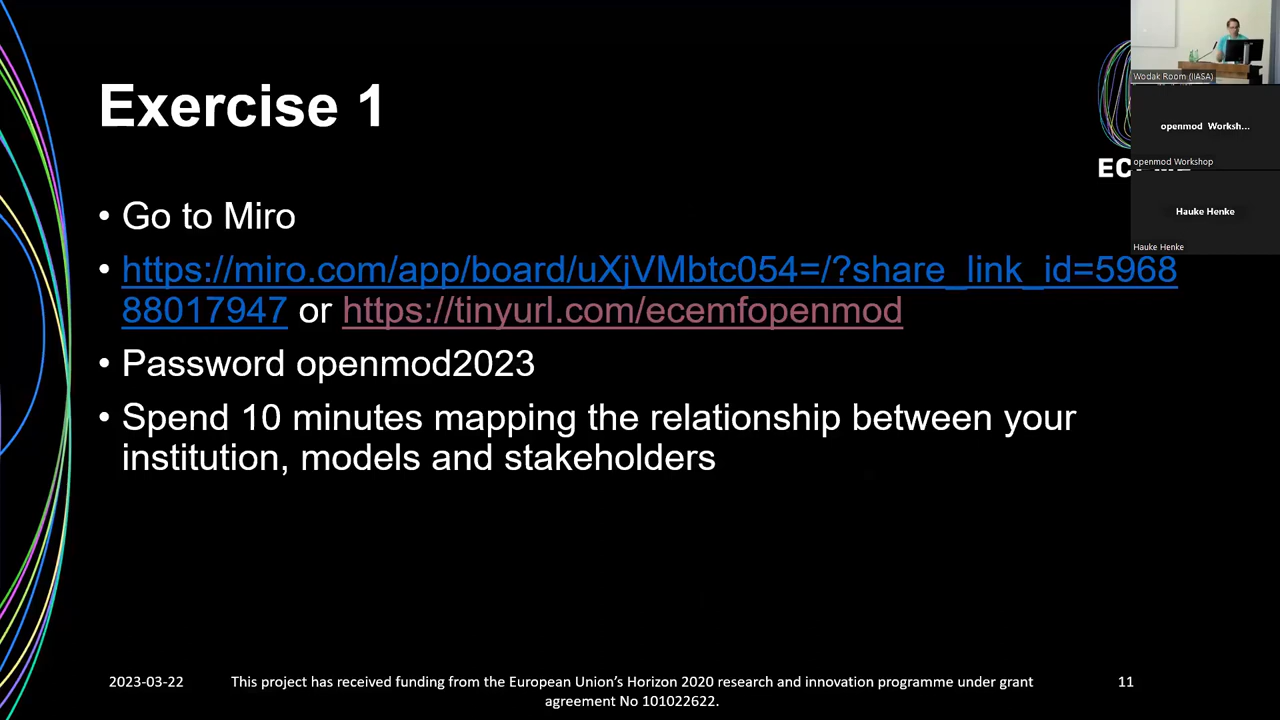 Exercise 1
• Go to Miro
• https://miro.com/app/board/uXjVMbtc054=/?share_link_id=5968
88017947 or https://tinyurl.com/ecemfopenmod
• Password openmod2023
• Spend 10 minutes mapping the relationship between your
institution, models and stakeholders
Wodak Room (IIASA)
openmod Worksh...
openmod Workshop
Hauke Henke
Hauke Henke
2023-03-22
This project has received funding from the European Union’s Horizon 2020 research and innovation programme under grant
agreement No 101022622.
11